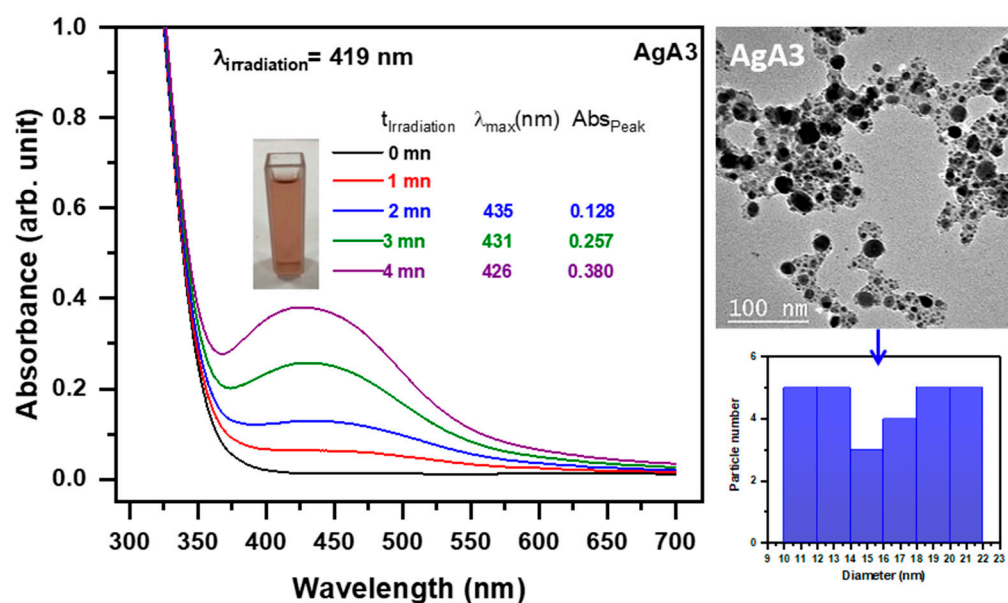 λIrradiation= 419 nm
AgA3
tIrradiation λmax(nm) AbsPeak
0 mn
1 mn
2 mn 435 0.128
3 mn 431 0.257
4 mn 426 0.380
1.0
0.8
0.6
0.4
0.2
0.0
Absorbance (arb. unit)
300 350 400 450 500 550 600 650 700
Wavelength (nm)
AgA3
100 nm
6
4
2
0
Particle number
9 10 11 12 13 14 15 16 17 18 19 20 21 22 23
Diameter (nm)